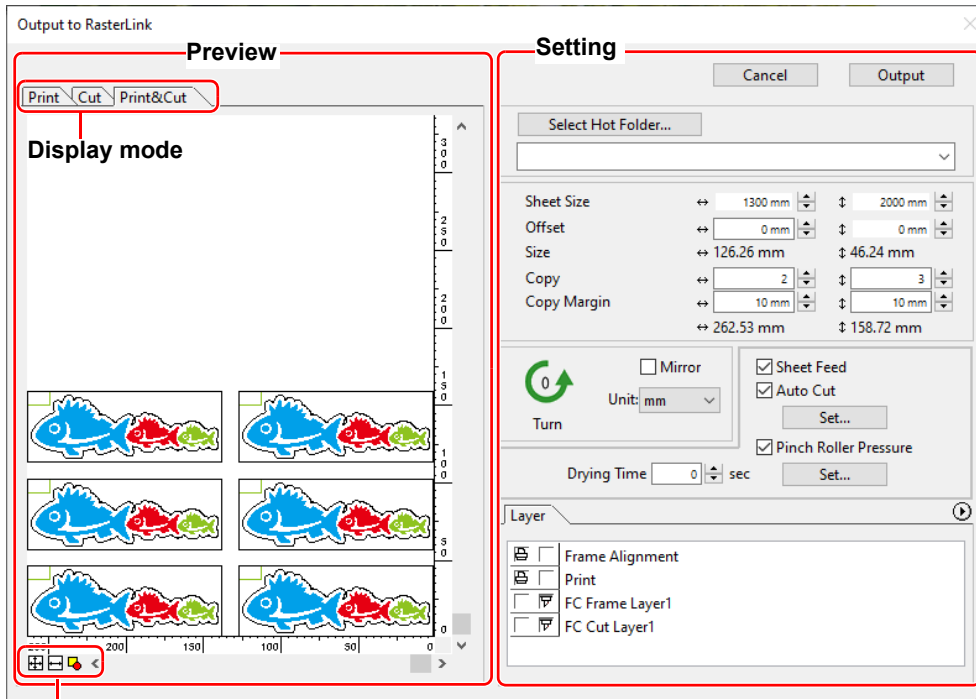 Output to RasterLink
Preview
Print Cut Print&Cut
Display mode
300
250
200
150
100
50
0
200 150 100 50 0
Setting
Cancel Output
Select Hot Folder...
Sheet Size ↔ 1300 mm ↕ 2000 mm
Offset ↔ 0 mm ↕ 0 mm
Size ↔ 126.26 mm ↕ 46.24 mm
Copy ↔ 2 ↕ 3
Copy Margin ↔ 10 mm ↕ 10 mm
↔ 262.53 mm ↕ 158.72 mm
0
Turn
Mirror
Unit: mm
Sheet Feed
Auto Cut
Set...
Pinch Roller Pressure
Drying Time 0 sec
Set...
Layer
Frame Alignment
Print
FC Frame Layer1
FC Cut Layer1